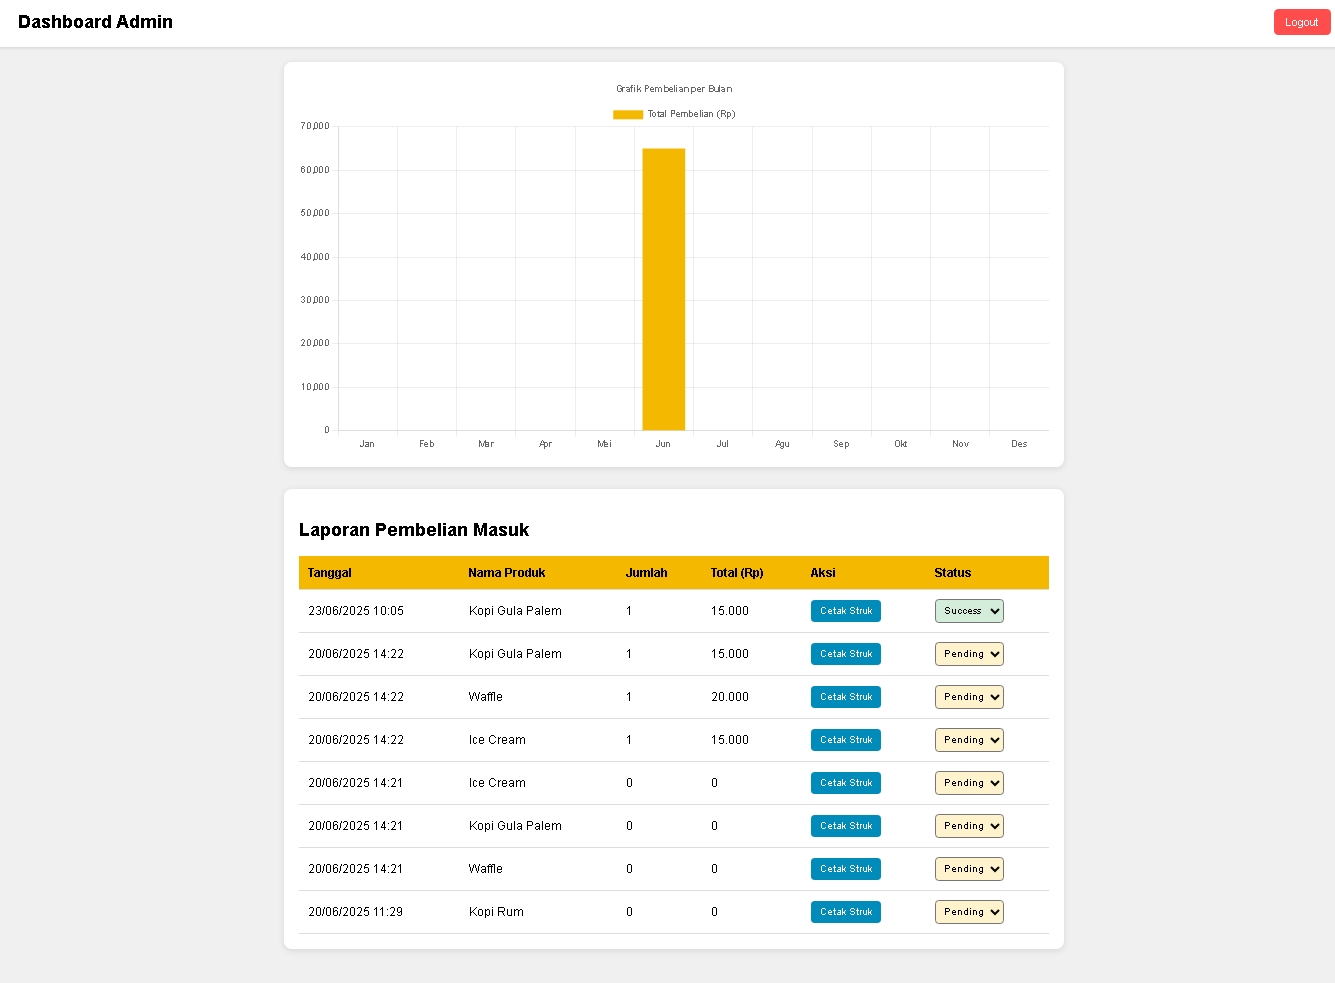 Dashboard Admin
Logout
Grafik Pembelian per Bulan
Total Pembelian (Rp)
70,000
60,000
50,000
40,000
30,000
20,000
10,000
0
Jan Feb Mar Apr Mei Jun Jul Agu Sep Okt Nov Des
Laporan Pembelian Masuk
Tanggal Nama Produk Jumlah Total (Rp) Aksi Status
23/06/2025 10:05 Kopi Gula Palem 1 15.000 Cetak Struk Success
20/06/2025 14:22 Kopi Gula Palem 1 15.000 Cetak Struk Pending
20/06/2025 14:22 Waffle 1 20.000 Cetak Struk Pending
20/06/2025 14:22 Ice Cream 1 15.000 Cetak Struk Pending
20/06/2025 14:21 Ice Cream 0 0 Cetak Struk Pending
20/06/2025 14:21 Kopi Gula Palem 0 0 Cetak Struk Pending
20/06/2025 14:21 Waffle 0 0 Cetak Struk Pending
20/06/2025 11:29 Kopi Rum 0 0 Cetak Struk Pending